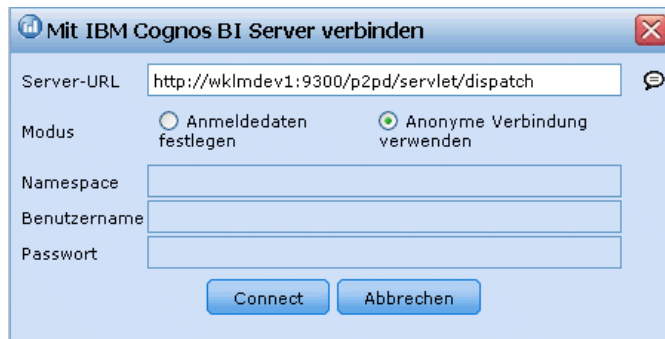 Mit IBM Cognos BI Server verbinden
Server-URL http://wklmdev1:9300/p2pd/servlet/dispatch
Modus
Anmeldedaten festlegen
Anonyme Verbindung verwenden
Namespace
Benutzername
Passwort
Connect Abbrechen